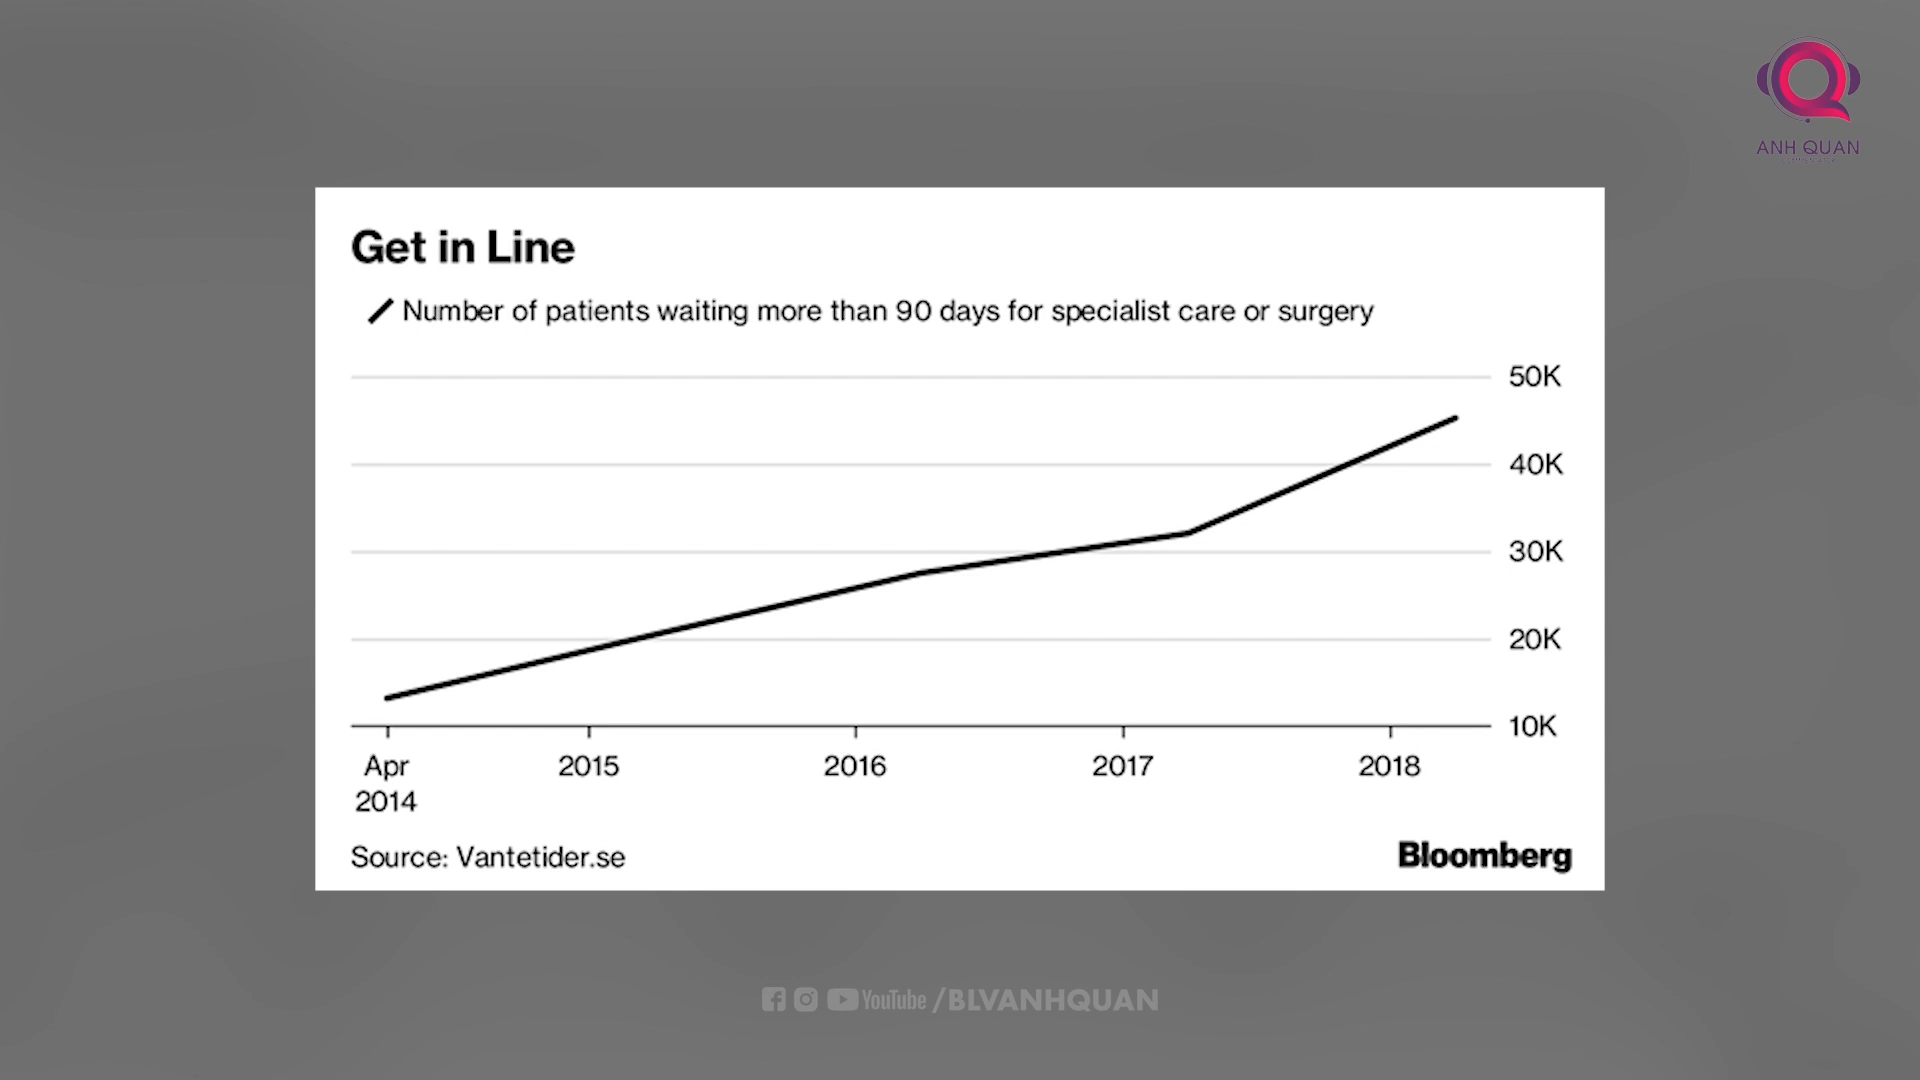 ANH QUAN
Get in Line
Number of patients waiting more than 90 days for specialist care or surgery
50K
40K
30K
20K
10K
Apr 2015 2016 2017 2018
2014
Source: Vantetider.se
Bloomberg
YouTube /BLVANHQUAN